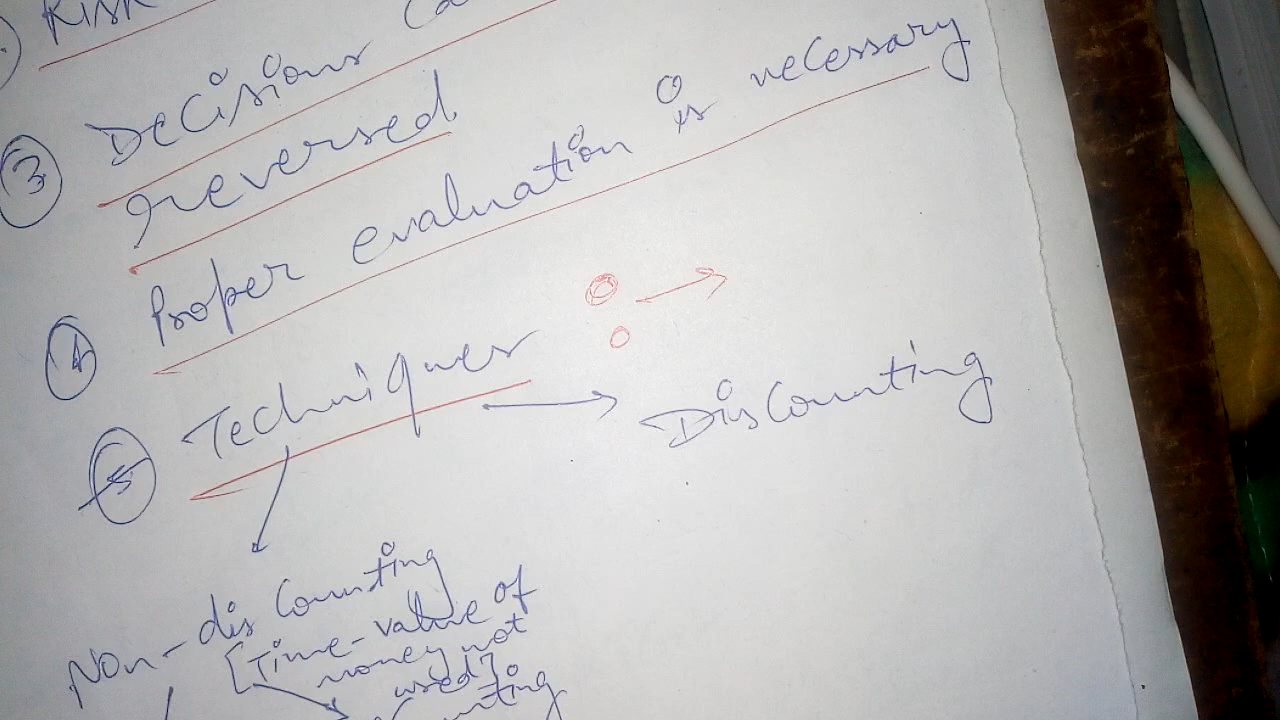 Risk
③ Decisions
reversed
④ Proper evaluation is necessary
⑤ Techniques : →
→ Discounting
Non-discounting
[Time-value of
money not
used]